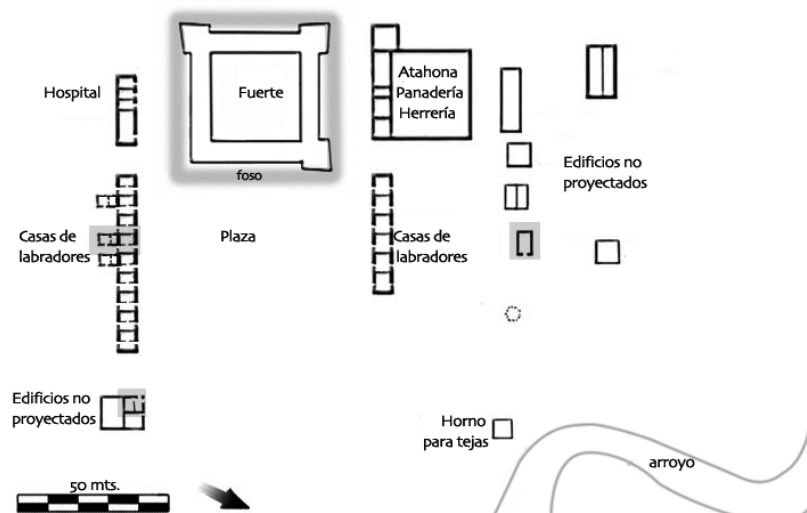 Hospital
Fuerte
Atahona
Panadería
Herrería
foso
Edificios no
proyectados
Casas de
labradores
Plaza
Casas de
labradores
Edificios no
proyectados
Horno
para tejas
arroyo
50 mts.